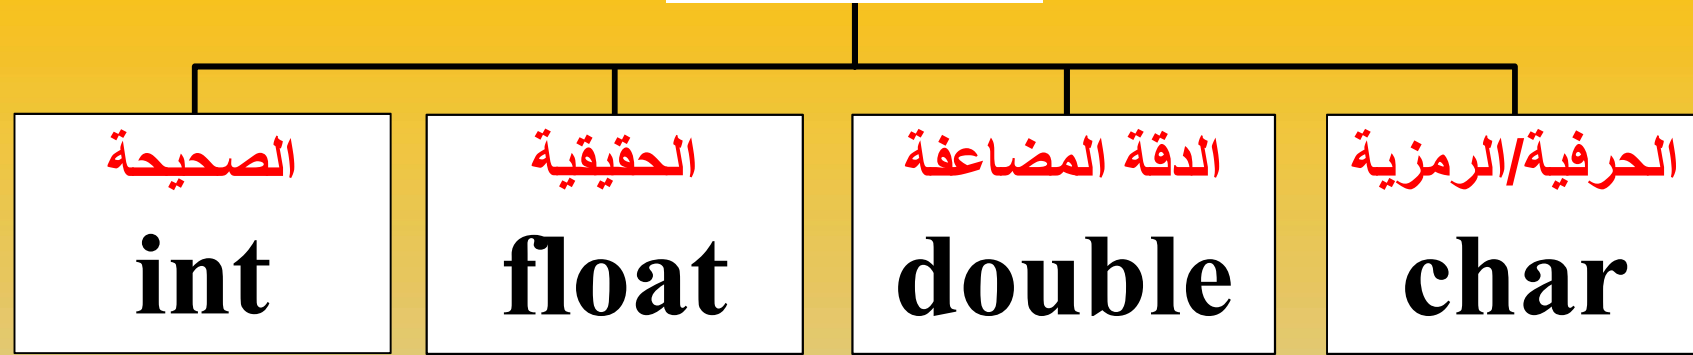 الصحيحة
int
الحقيقية
float
الدقة المضاعفة
double
الحرفية/الرمزية
char